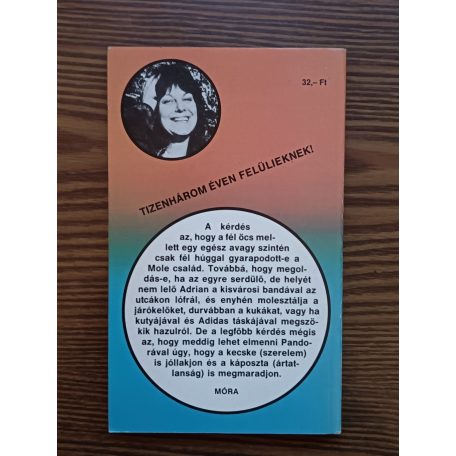 32,– Ft
TIZENHÁROM ÉVEN FELÜLIEKNEK!
A kérdés
az, hogy a fél öcs mel-
lett egy egész avagy szintén
csak fél húggal gyarapodott-e a
Mole család. Továbbá, hogy megol-
dás-e, ha az egyre serdülő, de helyét
nem lelő Adrian a kisvárosi bandával az
utcákon lófrál, és enyhén molesztálja a
járókelőket, durvábban a kukákat, vagy ha
kutyájával és Adidas táskájával megszö-
kik hazulról. De a legfőbb kérdés mégis
az, hogy meddig lehet elmenni Pando-
rával úgy, hogy a kecske (szerelem)
is jóllakjon és a káposzta (ártat-
lanság) is megmaradjon.
MÓRA